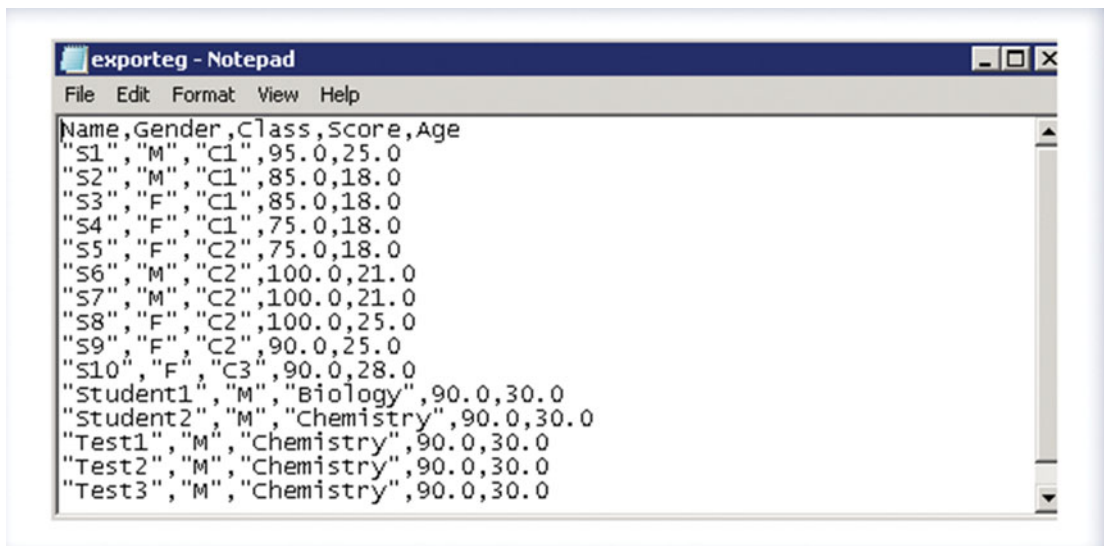 exporteg - Notepad
File Edit Format View Help
Name,Gender,Class,Score,Age
"S1","M","C1",95.0,25.0
"S2","M","C1",85.0,18.0
"S3","F","C1",85.0,18.0
"S4","F","C1",75.0,18.0
"S5","F","C2",75.0,18.0
"S6","M","C2",100.0,21.0
"S7","M","C2",100.0,21.0
"S8","F","C2",100.0,25.0
"S9","F","C2",90.0,25.0
"S10","F","C3",90.0,28.0
"Student1","M","Biology",90.0,30.0
"Student2","M","Chemistry",90.0,30.0
"Test1","M","Chemistry",90.0,30.0
"Test2","M","Chemistry",90.0,30.0
"Test3","M","Chemistry",90.0,30.0